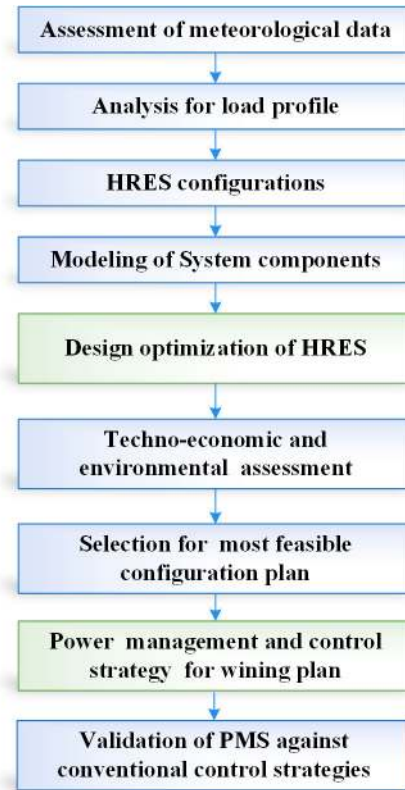 Assessment of meteorological data
Analysis for load profile
HRES configurations
Modeling of System components
Design optimization of HRES
Techno-economic and
environmental assessment
Selection for most feasible
configuration plan
Power management and control
strategy for wining plan
Validation of PMS against
conventional control strategies